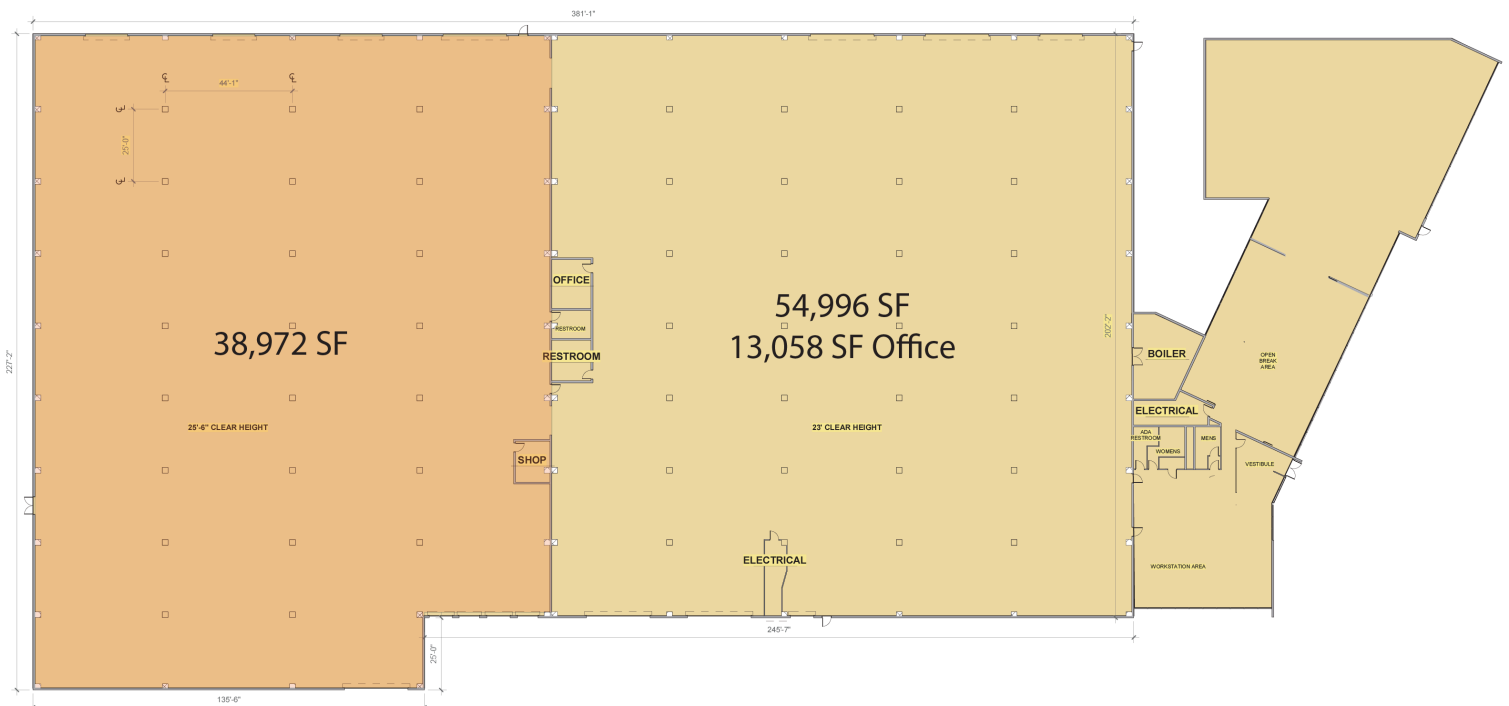 381'-1"
℄
℄
44'-1"
℄
25'-0"
℄
227'-2"
38,972 SF
25'-6" CLEAR HEIGHT
SHOP
135'-6"
25'-0"
OFFICE
RESTROOM
RESTROOM
54,996 SF
13,058 SF Office
23' CLEAR HEIGHT
ELECTRICAL
245'-7"
202'-2"
BOILER
OPEN
BREAK
AREA
ELECTRICAL
ADA
RESTROOM
WOMENS
MENS
VESTIBULE
WORKSTATION AREA